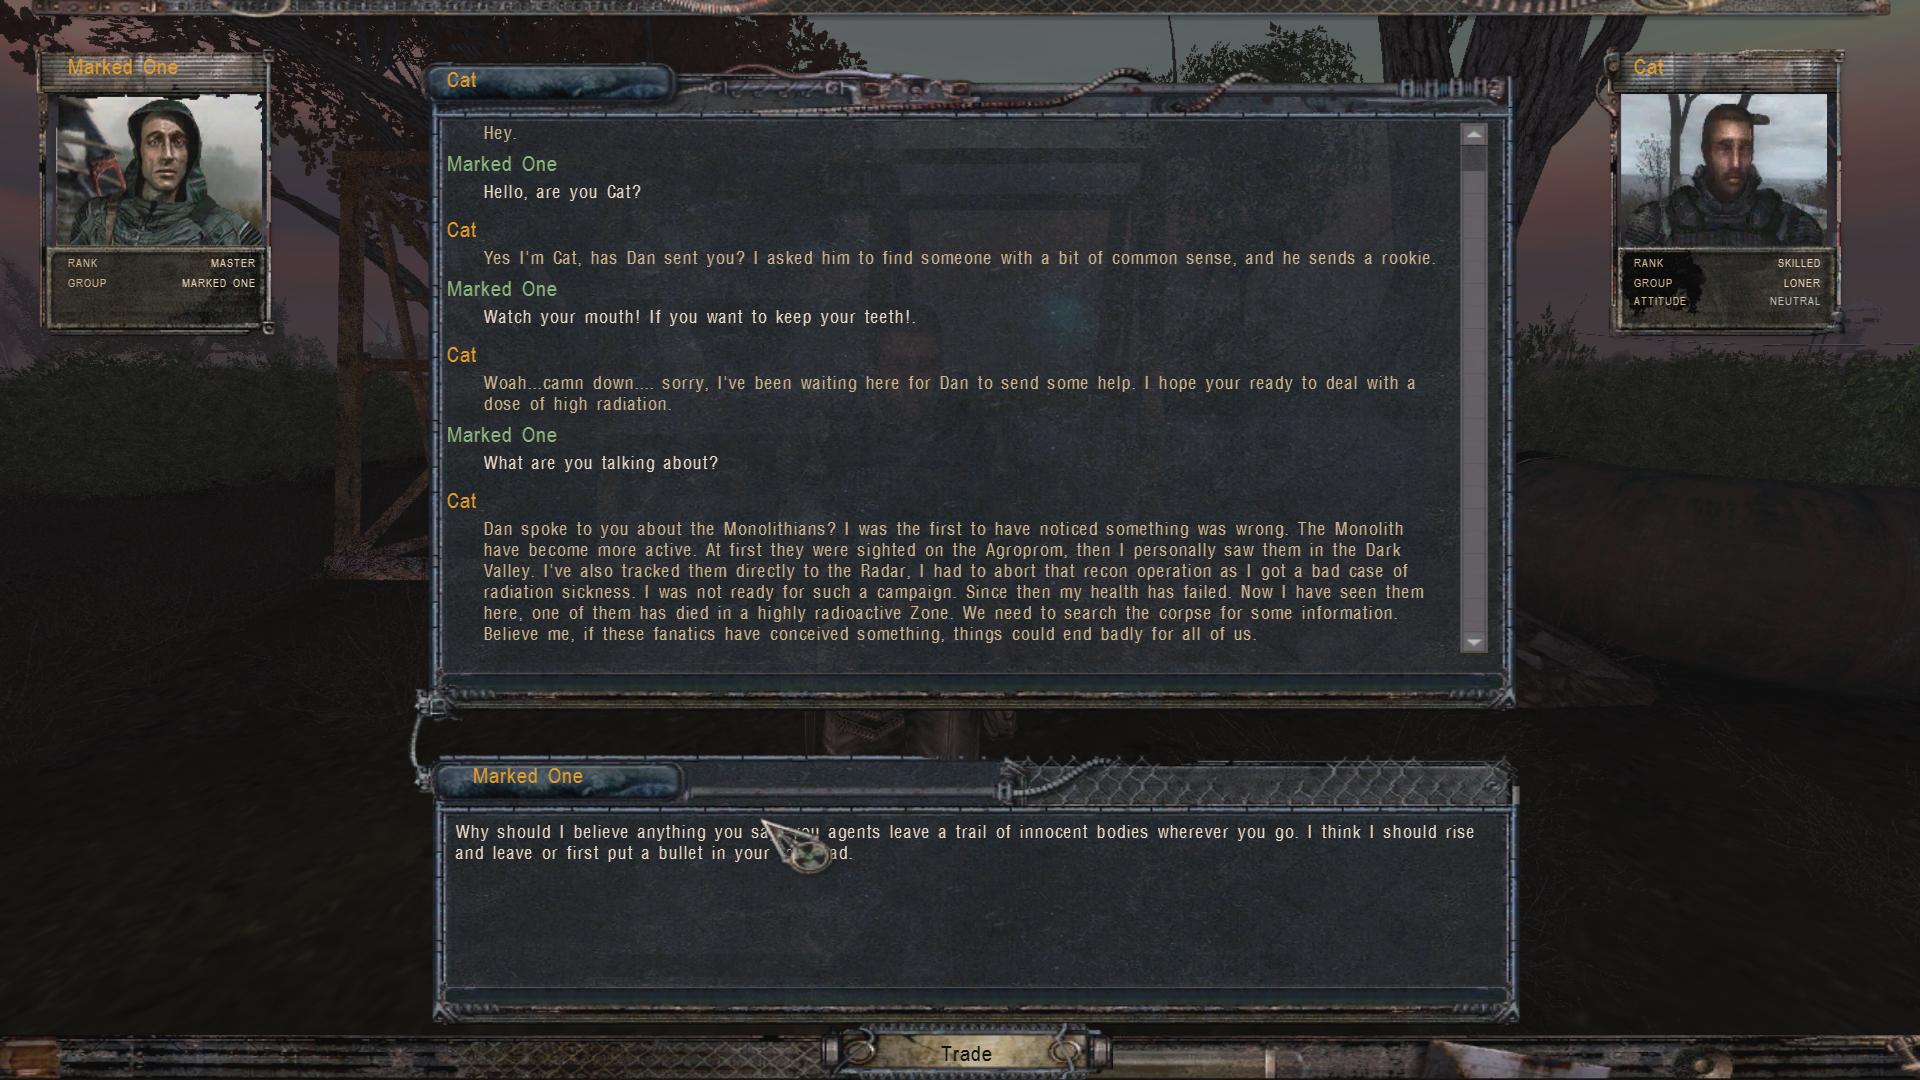 Marked One
RANK MASTER
GROUP MARKED ONE
Cat
Hey.
Marked One
Hello, are you Cat?
Cat
Yes I'm Cat, has Dan sent you? I asked him to find someone with a bit of common sense, and he sends a rookie.
Marked One
Watch your mouth! If you want to keep your teeth!.
Cat
Woah...camn down.... sorry, I've been waiting here for Dan to send some help. I hope your ready to deal with a
dose of high radiation.
Marked One
What are you talking about?
Cat
Dan spoke to you about the Monolithians? I was the first to have noticed something was wrong. The Monolith
have become more active. At first they were sighted on the Agroprom, then I personally saw them in the Dark
Valley. I've also tracked them directly to the Radar, I had to abort that recon operation as I got a bad case of
radiation sickness. I was not ready for such a campaign. Since then my health has failed. Now I have seen them
here, one of them has died in a highly radioactive Zone. We need to search the corpse for some information.
Believe me, if these fanatics have conceived something, things could end badly for all of us.
Cat
RANK SKILLED
GROUP LONER
ATTITUDE NEUTRAL
Marked One
Why should I believe anything you agents leave a trail of innocent bodies wherever you go. I think I should rise
and leave or first put a bullet in your
Trade